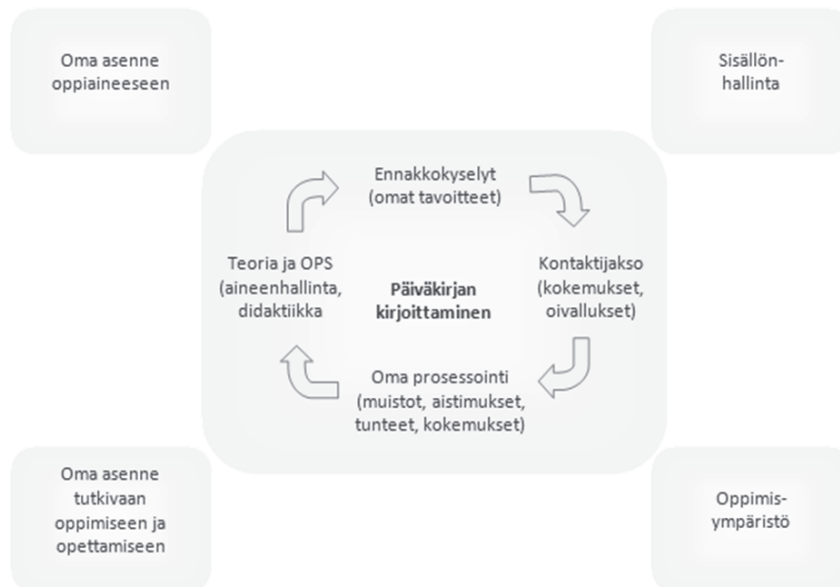 Oma asenne
oppiaineeseen
Sisällön-
hallinta
Ennakkokyselyt
(omat tavoitteet)
Teoria ja OPS
(aineenhallinta,
didaktiikka
Päiväkirjan
kirjoittaminen
Kontaktijakso
(kokemukset,
oivallukset)
Oma prosessointi
(muistot, aistimukset,
tunteet, kokemukset)
Oma asenne
tutkivaan
oppimiseen ja
opettamiseen
Oppimis-
ympäristö